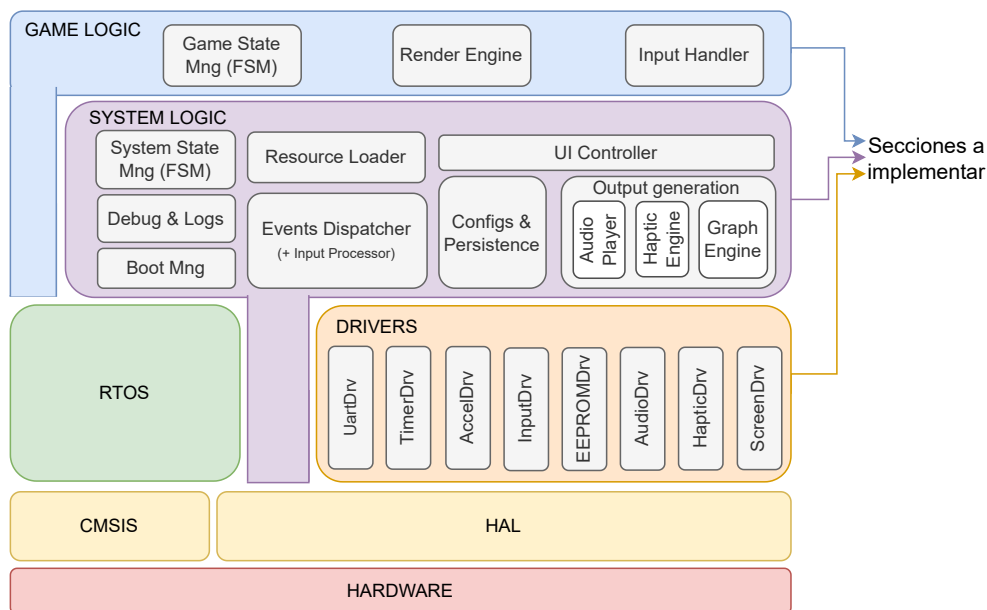 GAME LOGIC
Game State
Mng (FSM)
Render Engine
Input Handler
SYSTEM LOGIC
System State
Mng (FSM)
Resource Loader
UI Controller
Debug & Logs
Boot Mng
Events Dispatcher
(+ Input Processor)
Configs &
Persistence
Output generation
Audio
Player
Haptic
Engine
Graph
Engine
Secciones a
implementar
RTOS
DRIVERS
UartDrv
TimerDrv
AccelDrv
InputDrv
EEPROMDrv
AudioDrv
HapticDrv
ScreenDrv
CMSIS
HAL
HARDWARE